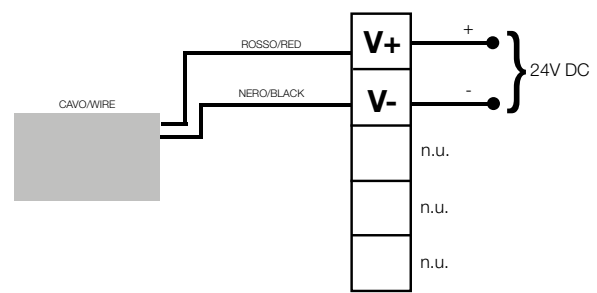 ROSSO/RED
V+
+
24V DC
NERO/BLACK
V-
-
CAVO/WIRE
n.u.
n.u.
n.u.